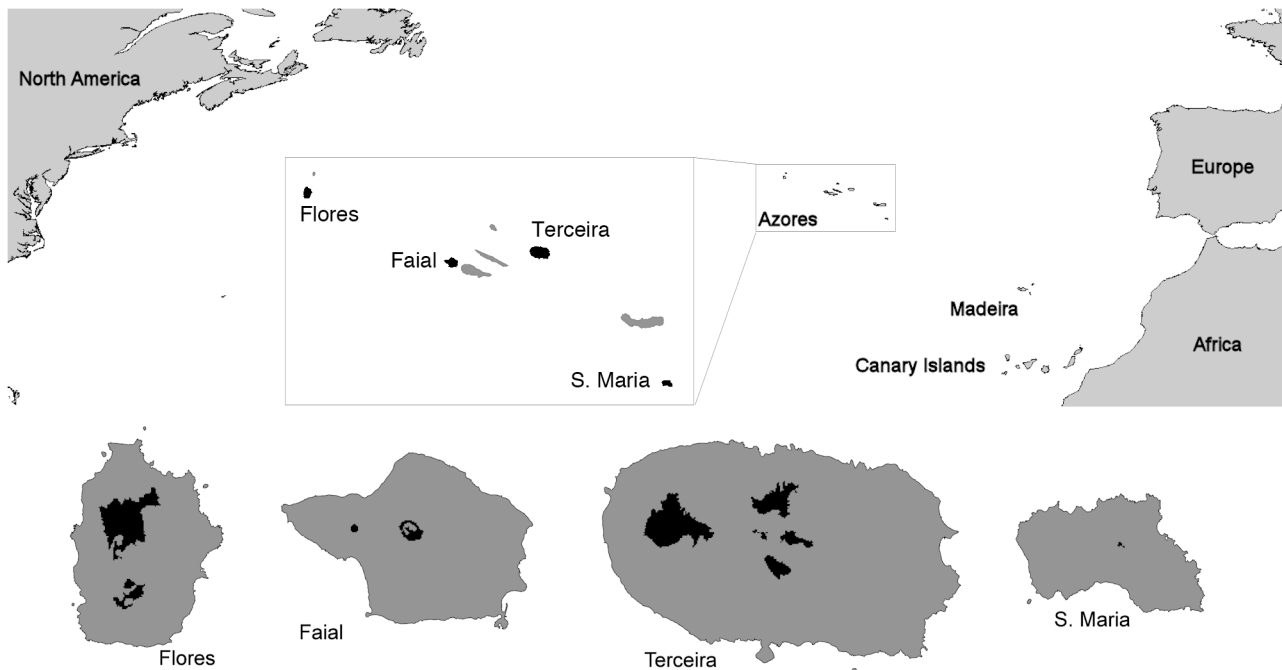 North America
Europe
Flores
Azores
Terceira
Faial
Madeira
Africa
Canary Islands
S. Maria
Flores
Faial
Terceira
S. Maria